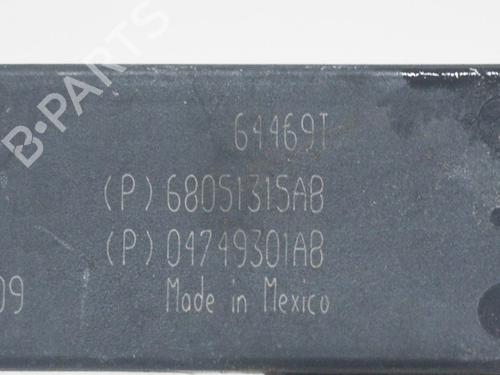 B-PARTS
64469T
(P)68051315AB
(P)04749301AB
09
Made in Mexico